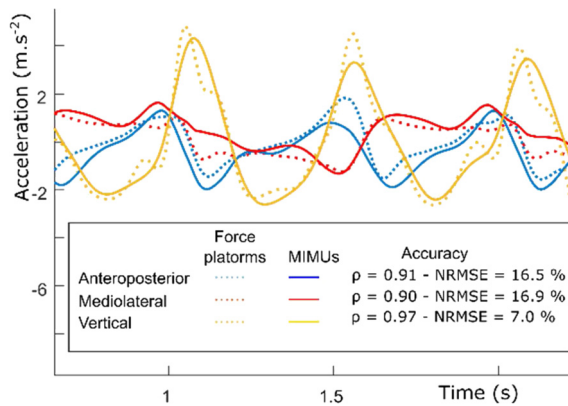 Acceleration (m.s⁻²)
2
-2
-6
Force
platorms
MIMUs
Accuracy
Anteroposterior
ρ = 0.91 - NRMSE = 16.5 %
Mediolateral
ρ = 0.90 - NRMSE = 16.9 %
Vertical
ρ = 0.97 - NRMSE = 7.0 %
1
1.5
Time (s)